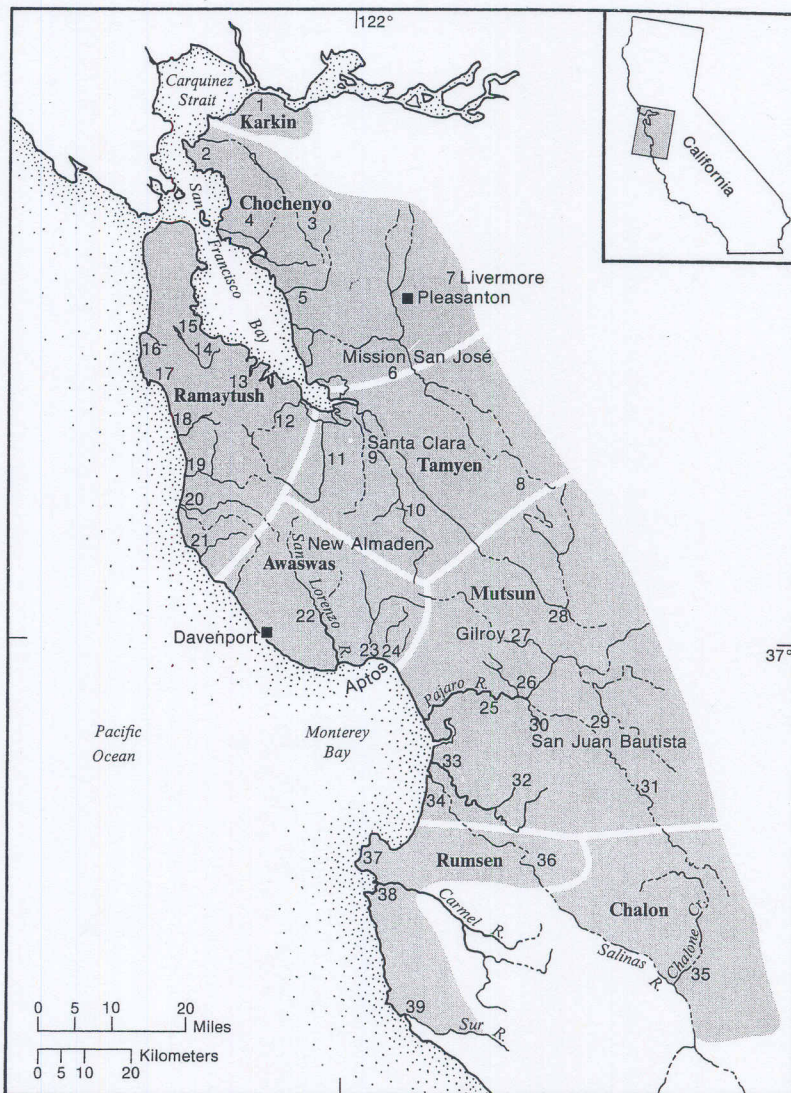 122°
Carquinez
Strait
1
Karkin
2
San Francisco Bay
Chochenyo
4
3
California
7 Livermore
Pleasanton
5
15
16
14
Mission San José
6
17
13
Ramaytush
12
18
Santa Clara
9
Tamyen
11
19
8
20
10
21
New Almaden
Awaswas
San Lorenzo R.
Mutsun
22
28
Gilroy 27
Davenport
23
24
37°
Aptos
26
Pajaro R.
25
30
29
San Juan Bautista
Pacific
Ocean
Monterey
Bay
33
32
31
34
37
Rumsen
36
38
Carmel R.
Chalon
Chalone Cr.
Salinas R.
35
39
Sur R.
0 5 10 20
Miles
Kilometers
0 5 10 20